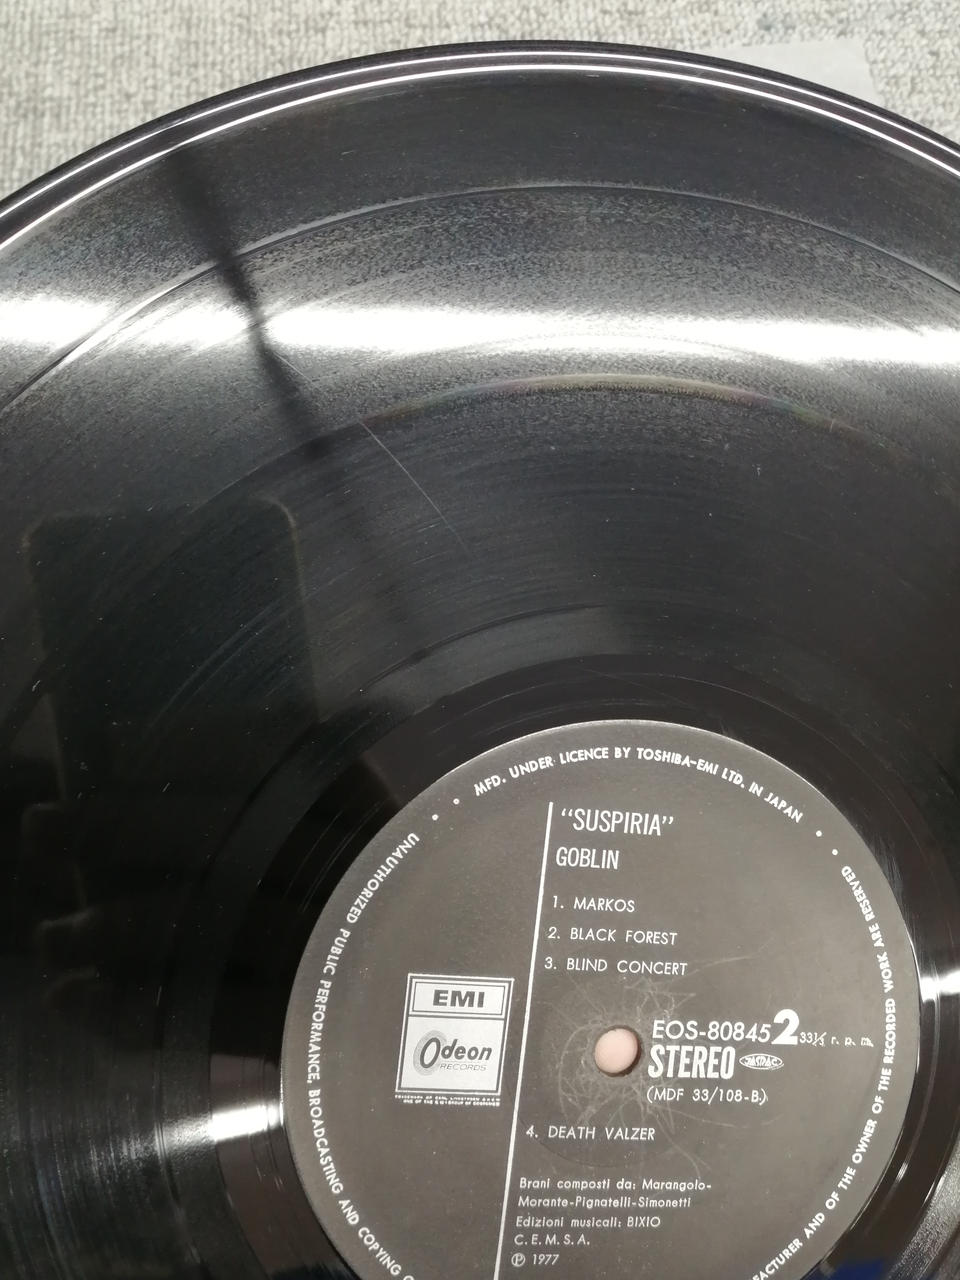 MFD. UNDER LICENCE BY TOSHIBA-EMI LTD. IN JAPAN
UNAUTHORIZED PUBLIC PERFORMANCE, BROADCASTING AND COPYING O
FACTURER AND OF THE OWNER OF THE RECORDED WORK ARE RESERVED
"SUSPIRIA"
GOBLIN
1. MARKOS
2. BLACK FOREST
3. BLIND CONCERT
EMI
Odeon
RECORDS
EOS-80845 2 33⅓ r. p. m.
STEREO JASRAC
(MDF 33/108-B)
4. DEATH VALZER
Brani composti da: Marangolo-
Morante-Pignatelli-Simonetti
Edizioni musicali: BIXIO
C. E. M. S. A.
Ⓟ 1977